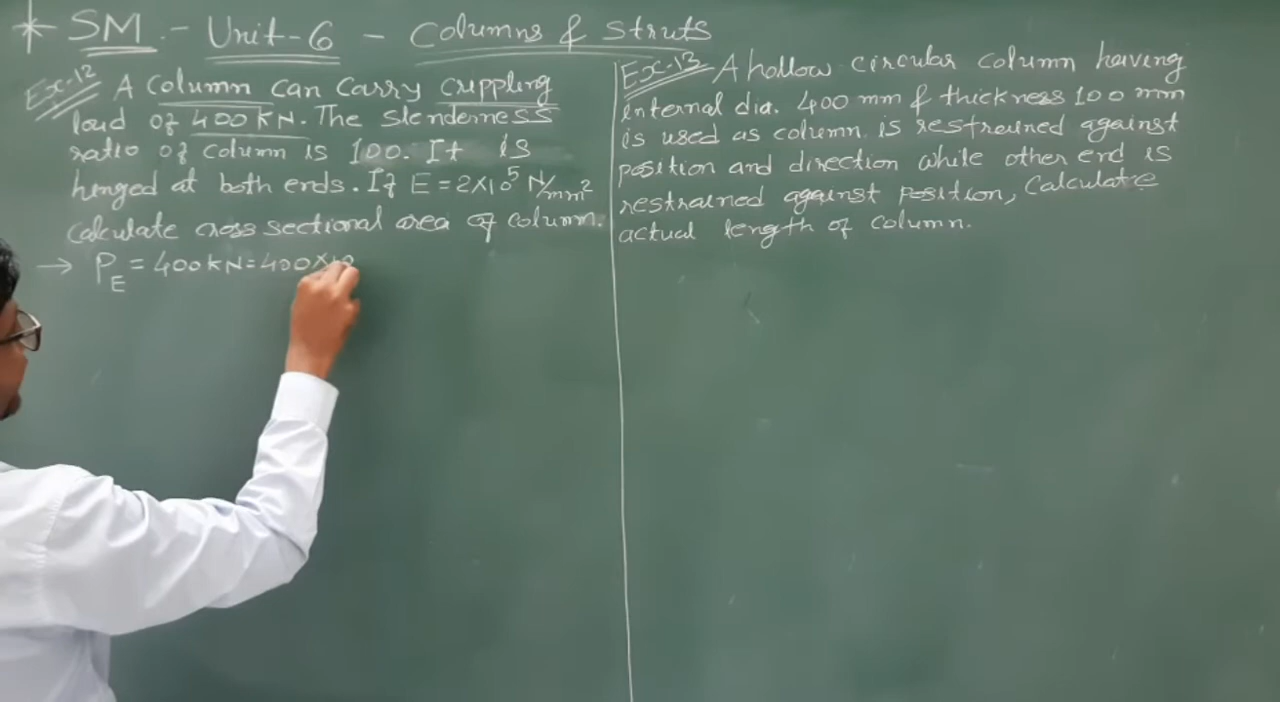 * SM - Unit-6 - Columns & Struts
Ex-12 A Column can Carry crippling
load of 400 kN. The slenderness
ratio of column is 100. It is
hinged at both ends. If E = 2×10⁵ N/mm²
calculate cross sectional area of column.
→ P_E = 400 kN = 400×10
Ex-13 A hollow circular column having
internal dia. 400 mm & thickness 100 mm
is used as column is restrained against
position and direction while other end is
restrained against position, Calculate
actual length of column.